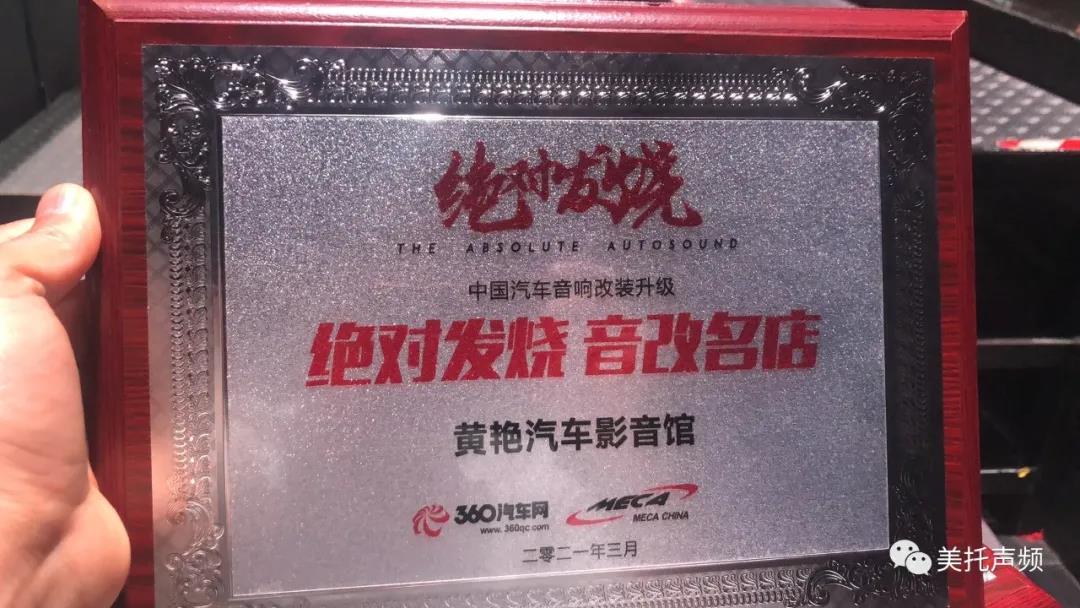 绝对发烧
THE ABSOLUTE AUTOSOUND
中国汽车音响改装升级
绝对发烧 音改名店
黄艳汽车影音馆
360汽车网
www.360qc.com
MECA
MECA CHINA
二零二一年三月
美托声频